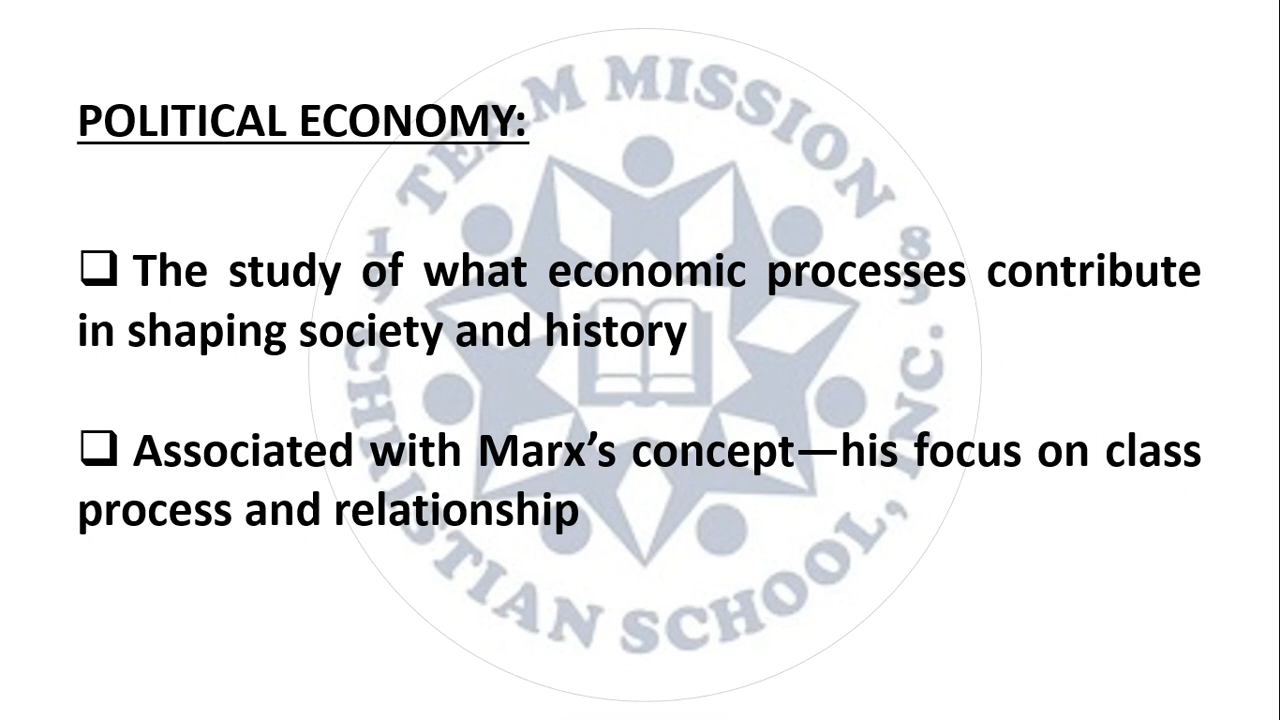 POLITICAL ECONOMY:
❑ The study of what economic processes contribute
in shaping society and history
❑ Associated with Marx’s concept—his focus on class
process and relationship
TEAM MISSION
CHRISTIAN SCHOOL, INC.